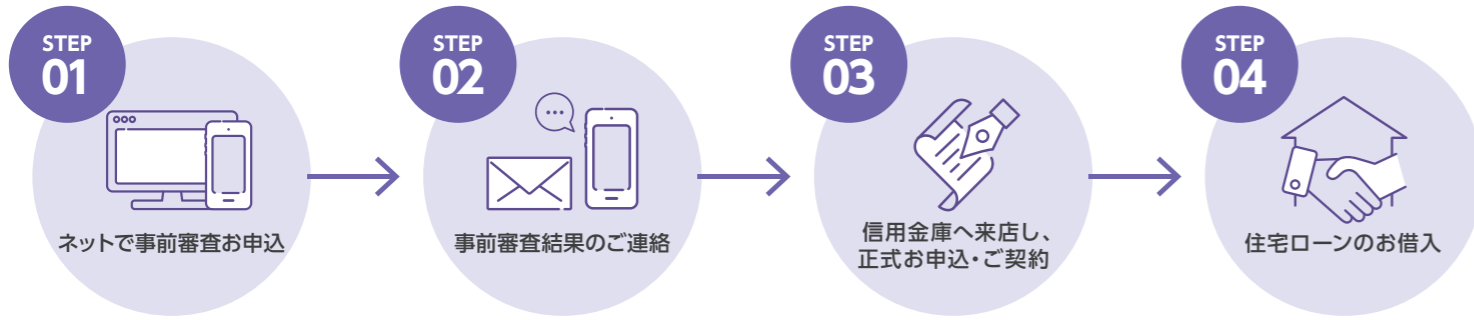 STEP
01
ネットで事前審査お申込
STEP
02
事前審査結果のご連絡
STEP
03
信用金庫へ来店し、
正式お申込・ご契約
STEP
04
住宅ローンのお借入